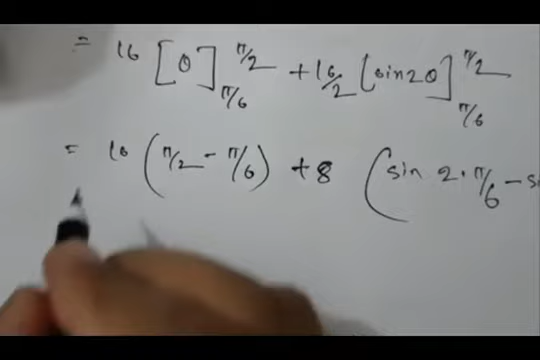 = 16 [θ]_{π/6}^{π/2} + 16/2 [sin 2θ]_{π/6}^{π/2}
= 16 (π/2 - π/6) + 8 (sin 2·π/6 - s